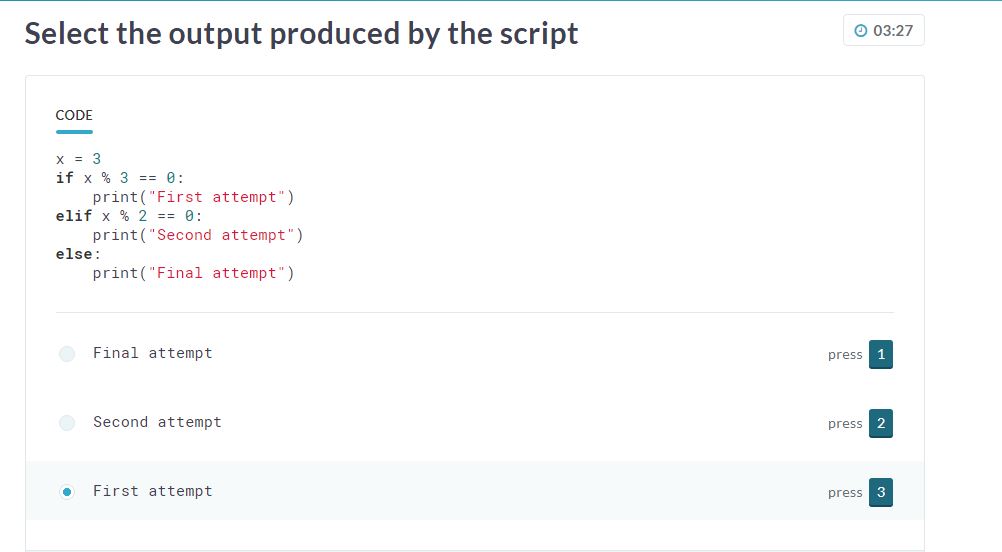 Select the output produced by the script
03:27
CODE
x = 3
if x % 3 == 0:
    print("First attempt")
elif x % 2 == 0:
    print("Second attempt")
else:
    print("Final attempt")
Final attempt press 1
Second attempt press 2
First attempt press 3